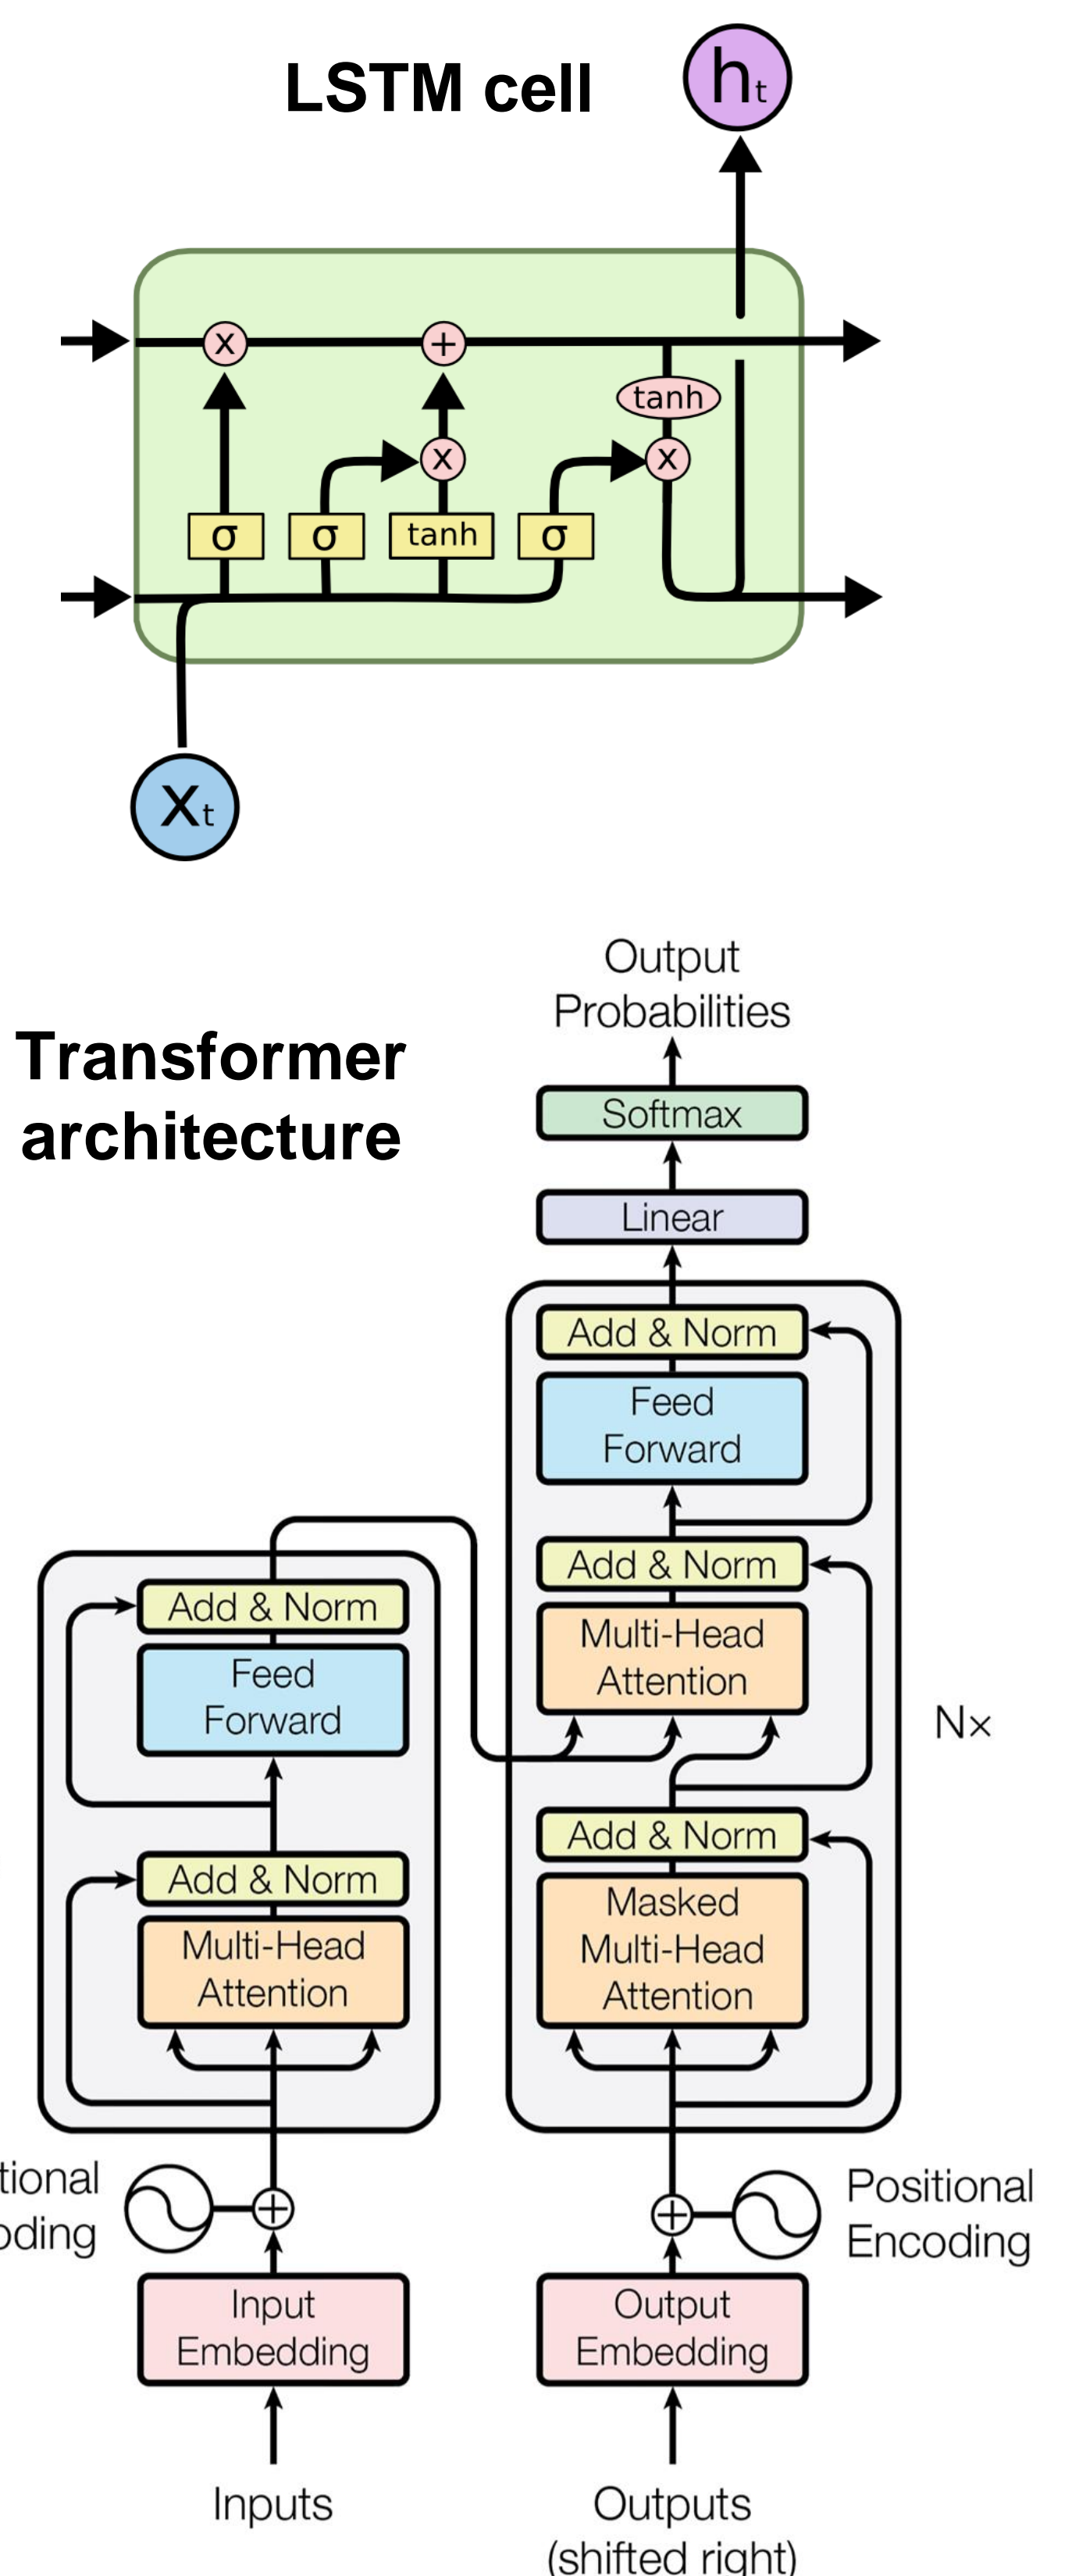 LSTM cell
ht
x
+
tanh
x
x
σ
σ
tanh
σ
Xt
Output
Probabilities
Transformer
architecture
Softmax
Linear
Add & Norm
Feed
Forward
Add & Norm
Multi-Head
Attention
Add & Norm
Feed
Forward
Nx
Add & Norm
Masked
Multi-Head
Attention
Add & Norm
Multi-Head
Attention
Positional
Encoding
Input
Embedding
Output
Embedding
Inputs
Outputs
(shifted right)